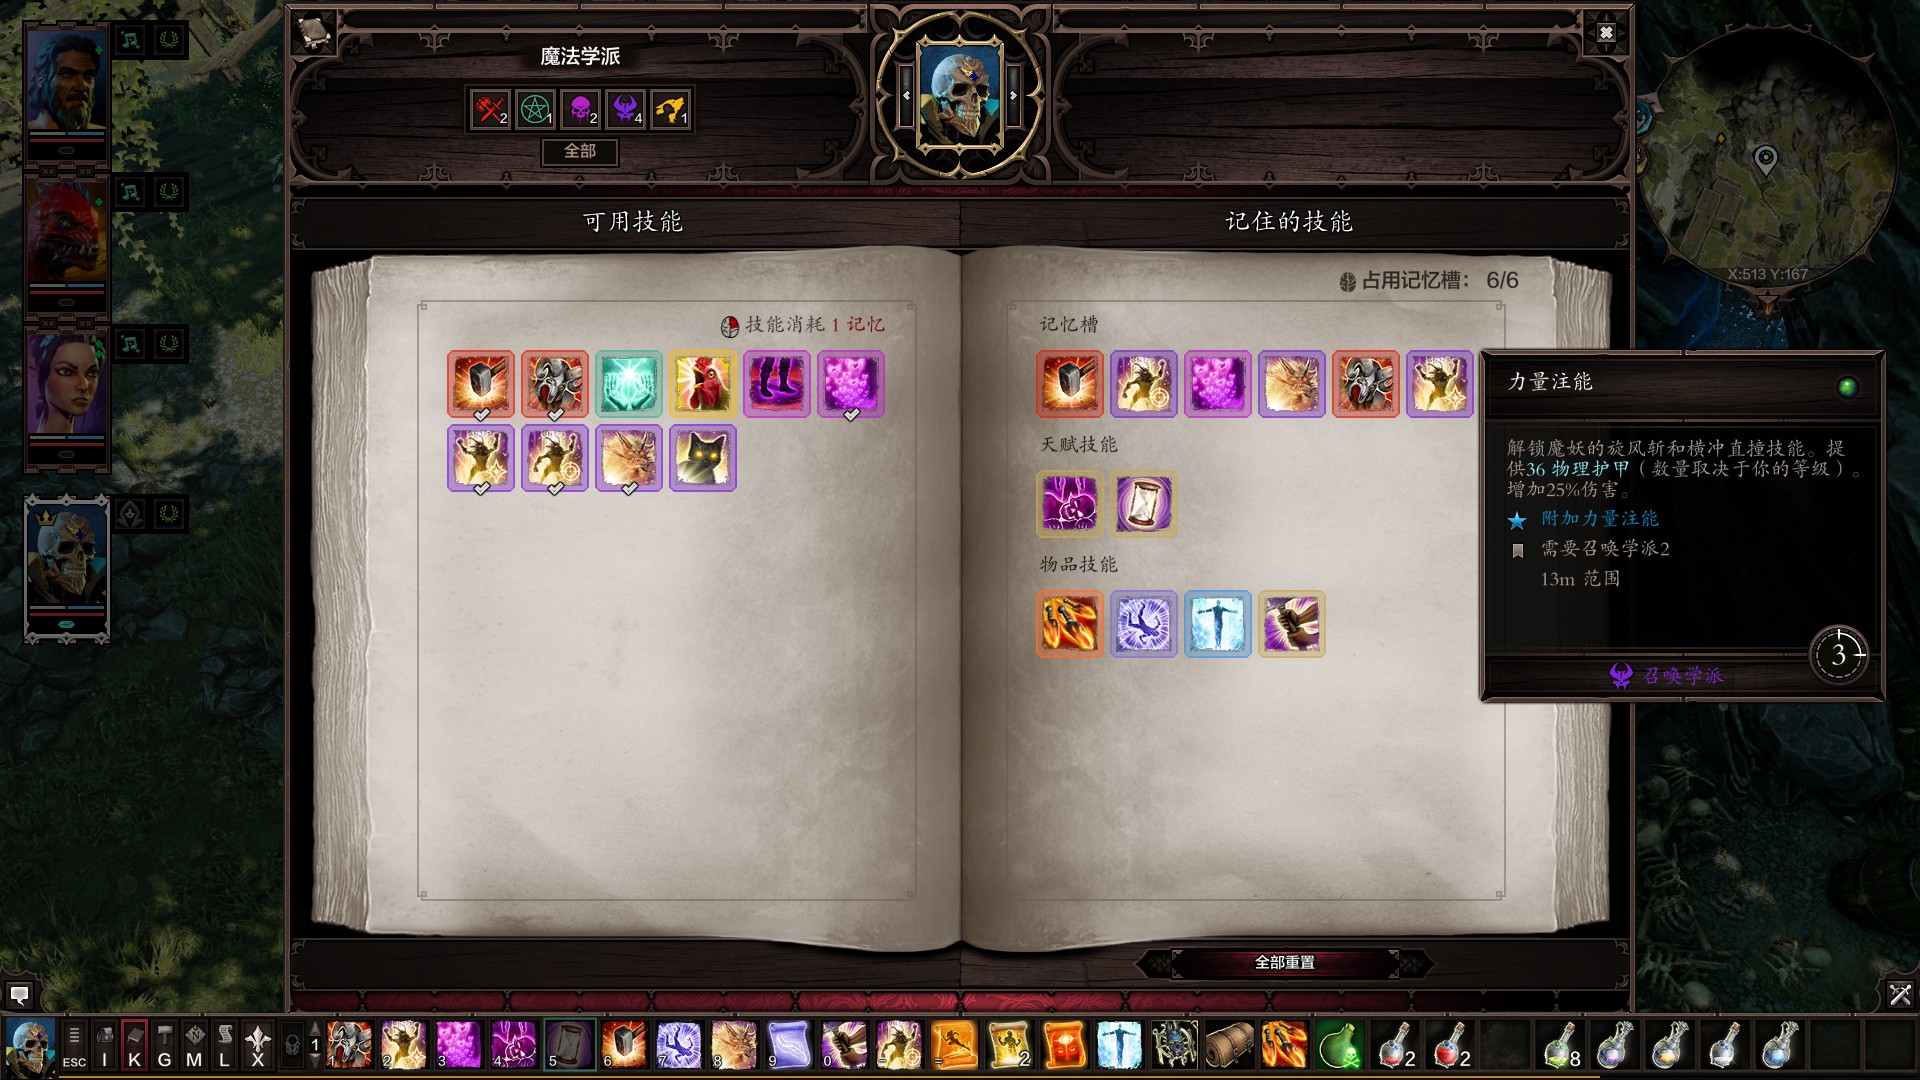 魔法学派
2
1
2
4
1
全部
可用技能
记住的技能
占用记忆槽: 6/6
技能消耗 1 记忆
记忆槽
天赋技能
物品技能
力量注能
解锁魔妖的旋风斩和横冲直撞技能。提
供36 物理护甲（数量取决于你的等级）。
增加25%伤害。
附加力量注能
需要召唤学派2
13m 范围
3
召唤学派
X:513 Y:167
全部重置
ESC I K G M L X 1
1 2 3 4 5 6 7 8 9 0 = 2 2 2 8